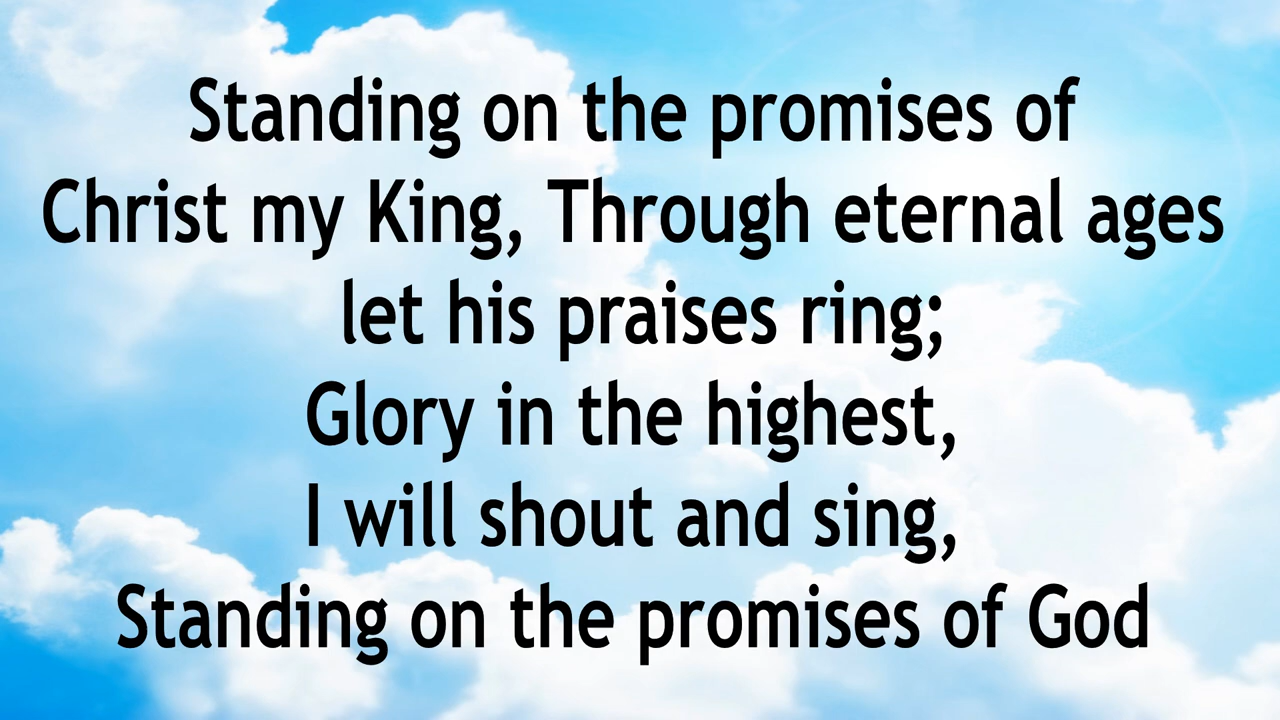 Standing on the promises of
Christ my King, Through eternal ages
let his praises ring;
Glory in the highest,
I will shout and sing,
Standing on the promises of God